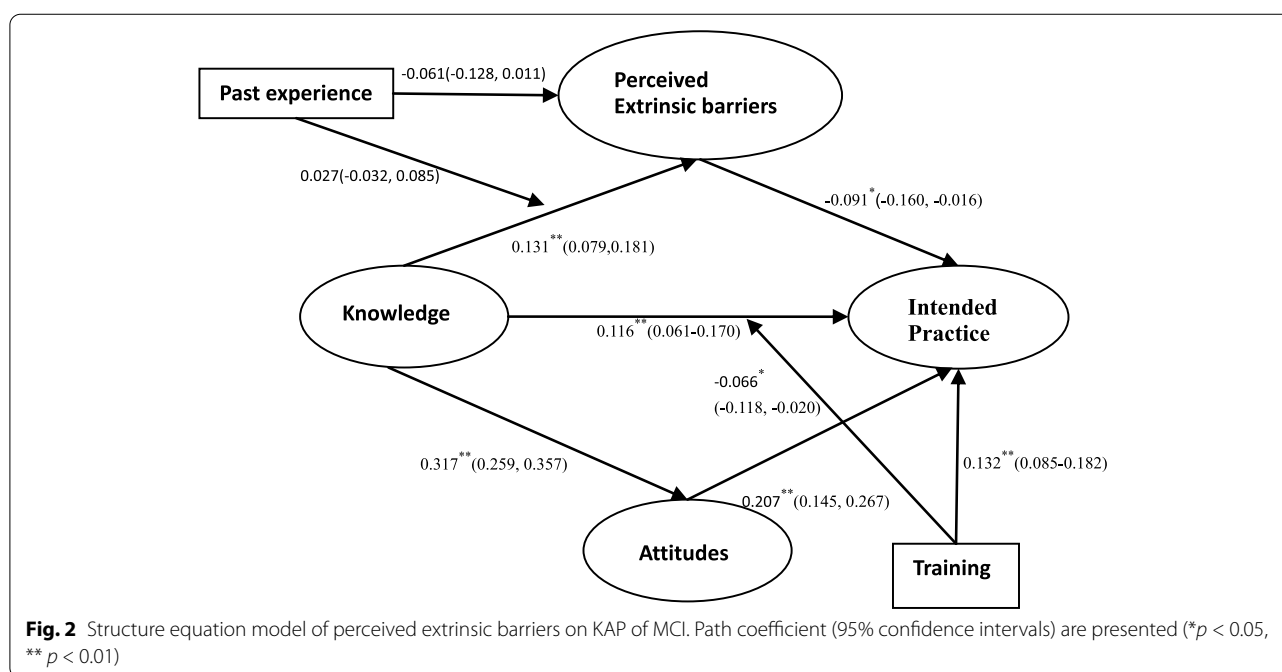 -0.061(-0.128, 0.011)
Past experience
Perceived
Extrinsic barriers
0.027(-0.032, 0.085)
-0.091*(-0.160, -0.016)
0.131**(0.079,0.181)
Knowledge
Intended
Practice
0.116**(0.061-0.170)
-0.066*
(-0.118, -0.020)
0.317**(0.259, 0.357)
0.132**(0.085-0.182)
0.207**(0.145, 0.267)
Attitudes
Training
Fig. 2 Structure equation model of perceived extrinsic barriers on KAP of MCI. Path coefficient (95% confidence intervals) are presented (*p < 0.05,
** p < 0.01)